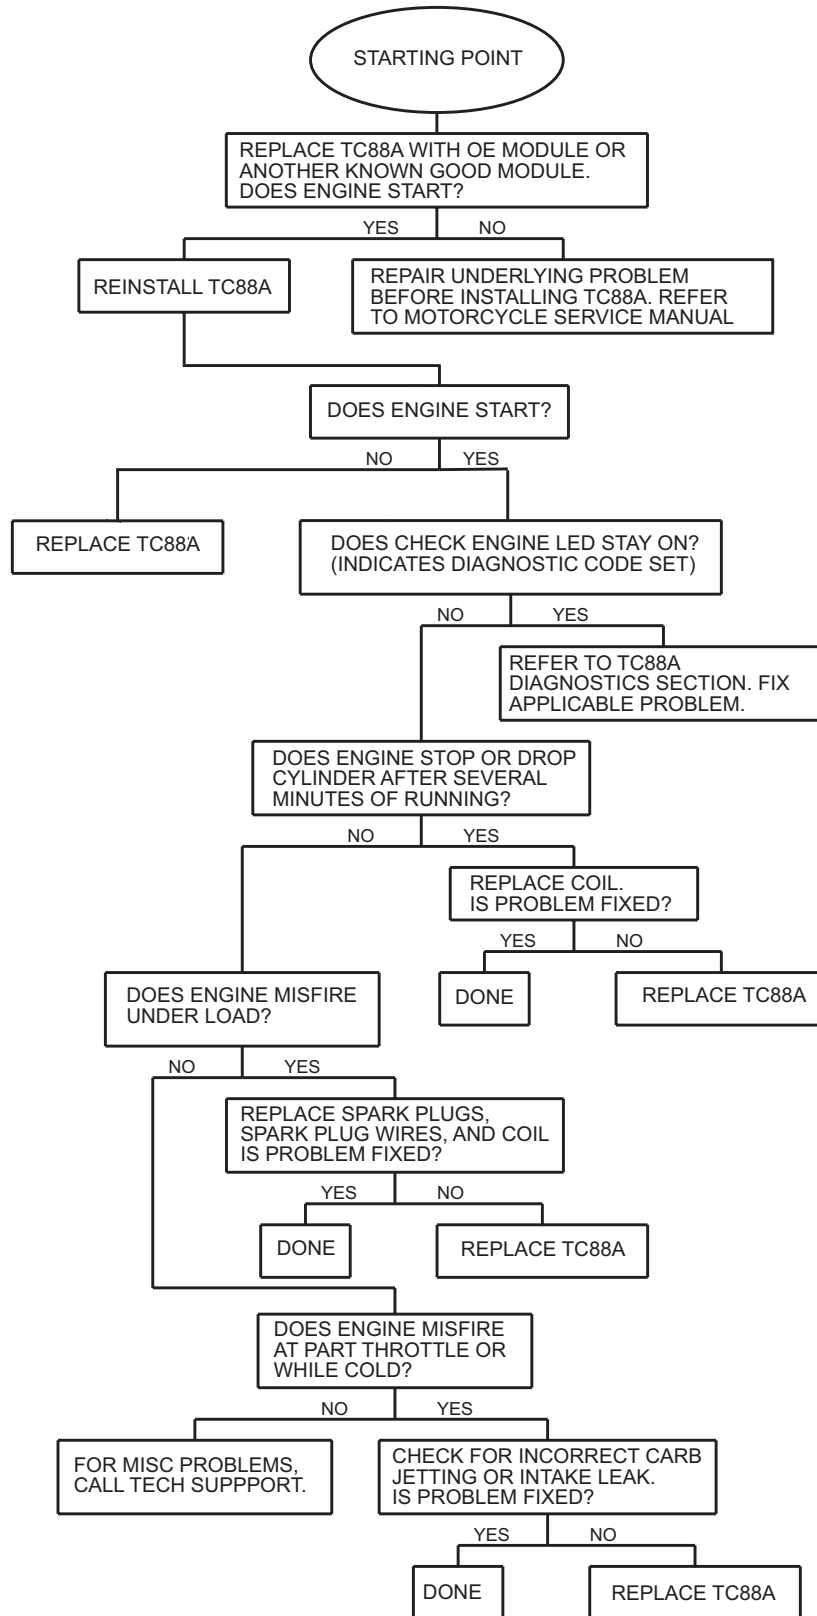 STARTING POINT
REPLACE TC88A WITH OE MODULE OR
ANOTHER KNOWN GOOD MODULE.
DOES ENGINE START?
YES
NO
REINSTALL TC88A
REPAIR UNDERLYING PROBLEM
BEFORE INSTALLING TC88A. REFER
TO MOTORCYCLE SERVICE MANUAL
DOES ENGINE START?
NO
YES
REPLACE TC88A
DOES CHECK ENGINE LED STAY ON?
(INDICATES DIAGNOSTIC CODE SET)
NO
YES
REFER TO TC88A
DIAGNOSTICS SECTION. FIX
APPLICABLE PROBLEM.
DOES ENGINE STOP OR DROP
CYLINDER AFTER SEVERAL
MINUTES OF RUNNING?
NO
YES
REPLACE COIL.
IS PROBLEM FIXED?
YES
NO
DONE
REPLACE TC88A
DOES ENGINE MISFIRE
UNDER LOAD?
NO
YES
REPLACE SPARK PLUGS,
SPARK PLUG WIRES, AND COIL
IS PROBLEM FIXED?
YES
NO
DONE
REPLACE TC88A
DOES ENGINE MISFIRE
AT PART THROTTLE OR
WHILE COLD?
NO
YES
FOR MISC PROBLEMS,
CALL TECH SUPPPORT.
CHECK FOR INCORRECT CARB
JETTING OR INTAKE LEAK.
IS PROBLEM FIXED?
YES
NO
DONE
REPLACE TC88A